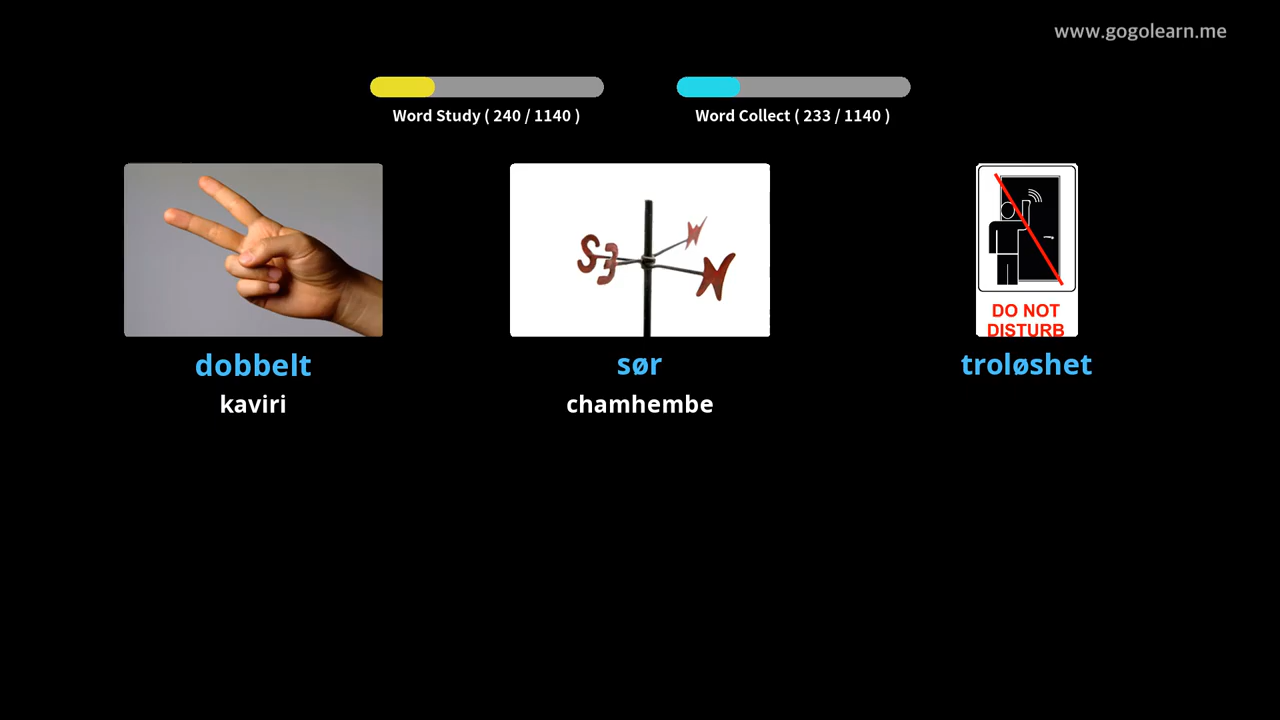 www.gogolearn.me
Word Study ( 240 / 1140 )
Word Collect ( 233 / 1140 )
S
E
N
W
DO NOT
DISTURB
dobbelt
sør
troløshet
kaviri
chamhembe